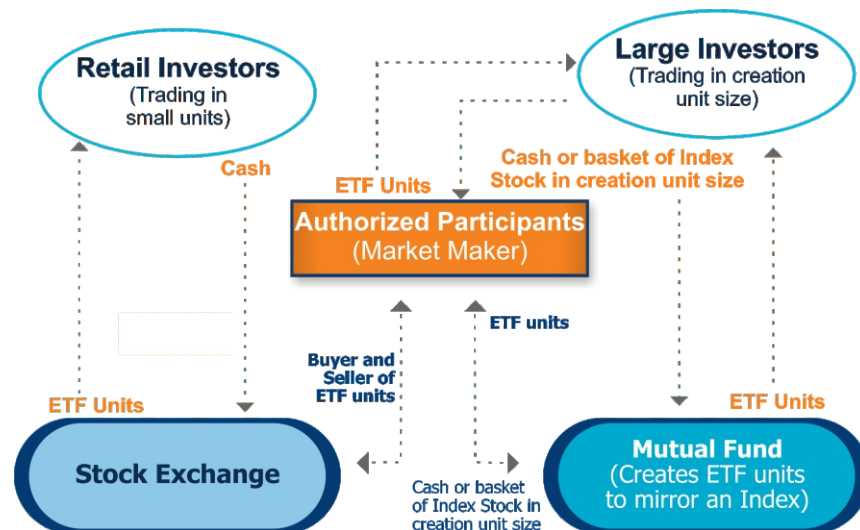 Retail Investors
(Trading in
small units)
Large Investors
(Trading in creation
unit size)
Cash
ETF Units
Cash or basket of Index
Stock in creation unit size
Authorized Participants
(Market Maker)
ETF units
Buyer and
Seller of
ETF units
ETF Units
ETF Units
Stock Exchange
Mutual Fund
(Creates ETF units
to mirror an Index)
Cash or basket
of Index Stock in
creation unit size